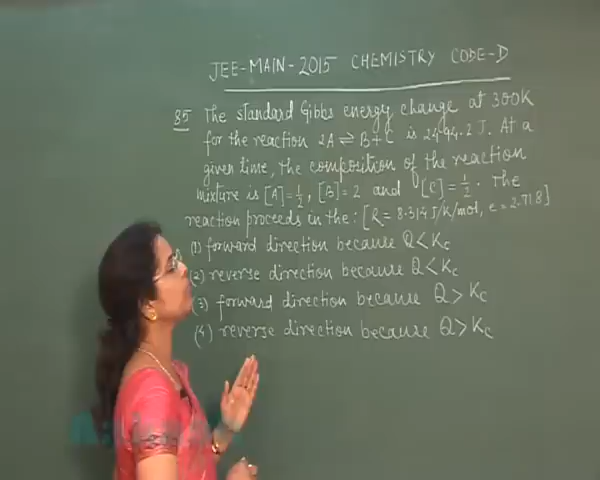 JEE-MAIN-2015 CHEMISTRY CODE-D
85 The standard Gibbs energy change at 300K
for the reaction 2A ⇌ B+C is 24.94.2 J. At a
given time, the composition of the reaction
mixture is [A]=1/2, [B]=2 and [C]=1/2. The
reaction proceeds in the: [R = 8.314 J/K/mol, e = 2.718]
(1) forward direction because Q<Kc
(2) reverse direction because Q<Kc
(3) forward direction because Q>Kc
(4) reverse direction because Q>Kc